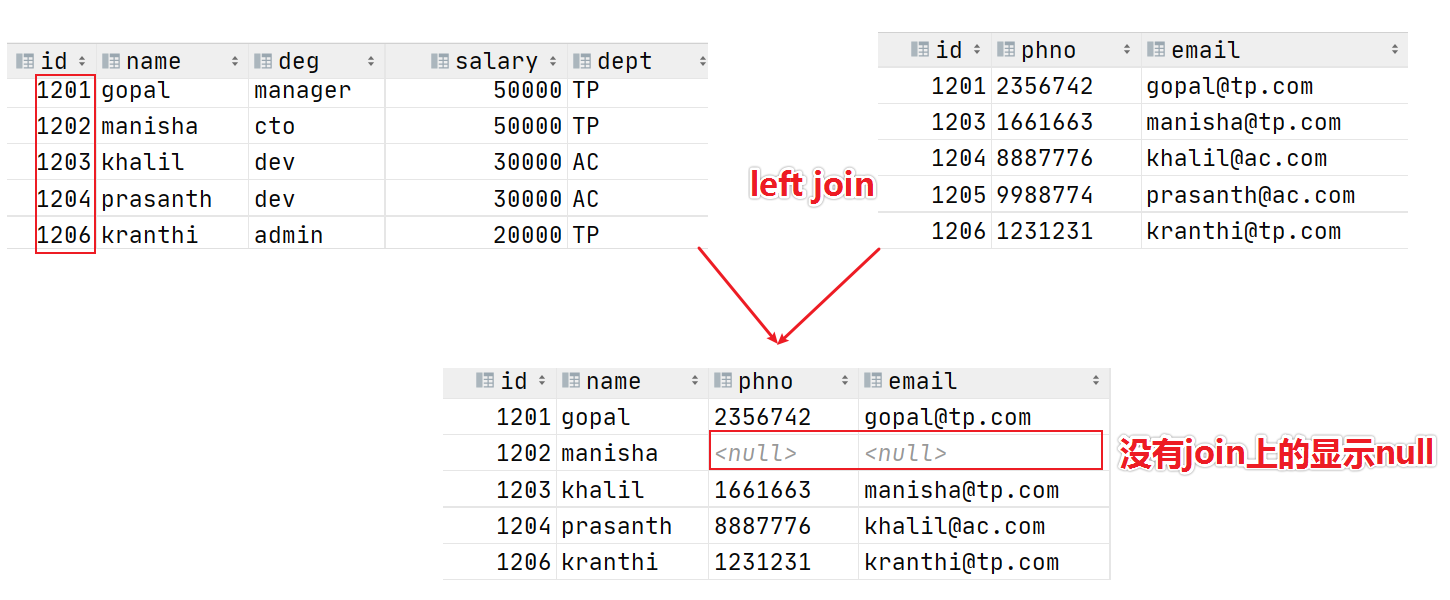 id name deg salary dept
1201 gopal manager 50000 TP
1202 manisha cto 50000 TP
1203 khalil dev 30000 AC
1204 prasanth dev 30000 AC
1206 kranthi admin 20000 TP
left join
id phno email
1201 2356742 gopal@tp.com
1203 1661663 manisha@tp.com
1204 8887776 khalil@ac.com
1205 9988774 prasanth@ac.com
1206 1231231 kranthi@tp.com
id name phno email
1201 gopal 2356742 gopal@tp.com
1202 manisha <null> <null>
1203 khalil 1661663 manisha@tp.com
1204 prasanth 8887776 khalil@ac.com
1206 kranthi 1231231 kranthi@tp.com
没有join上的显示null